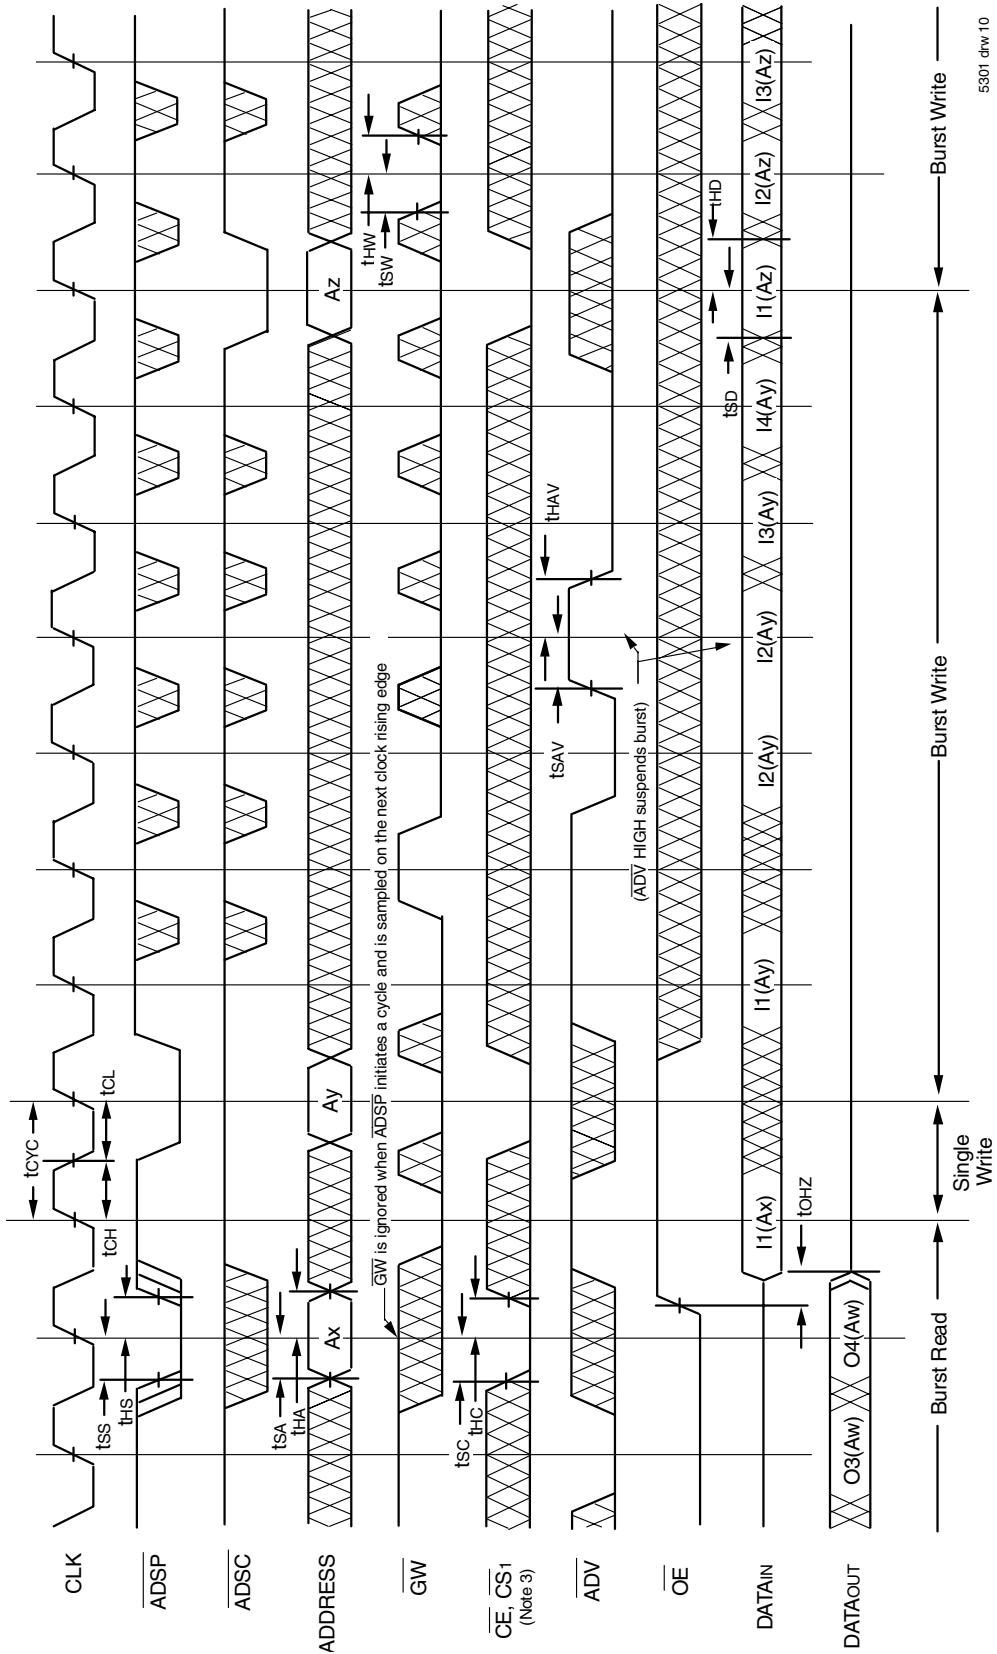 CLK
tCYC
tCH
tCL
ADSP
tSS
tHS
ADSC
ADDRESS
tSA
tHA
Ax
Ay
Az
GW
GW is ignored when ADSP initiates a cycle and is sampled on the next clock rising edge
tHW
tSW
CE, CS1
(Note 3)
tSC
tHC
ADV
tSAV
tHAV
(ADV HIGH suspends burst)
OE
DATAIN
I1(Ax)
I1(Ay)
I2(Ay)
I2(Ay)
I3(Ay)
I4(Ay)
I1(Az)
I2(Az)
I3(Az)
tSD
tHD
tOHZ
DATAOUT
O3(Aw)
O4(Aw)
Burst Read
Single
Write
Burst Write
Burst Write
5301 drw 10